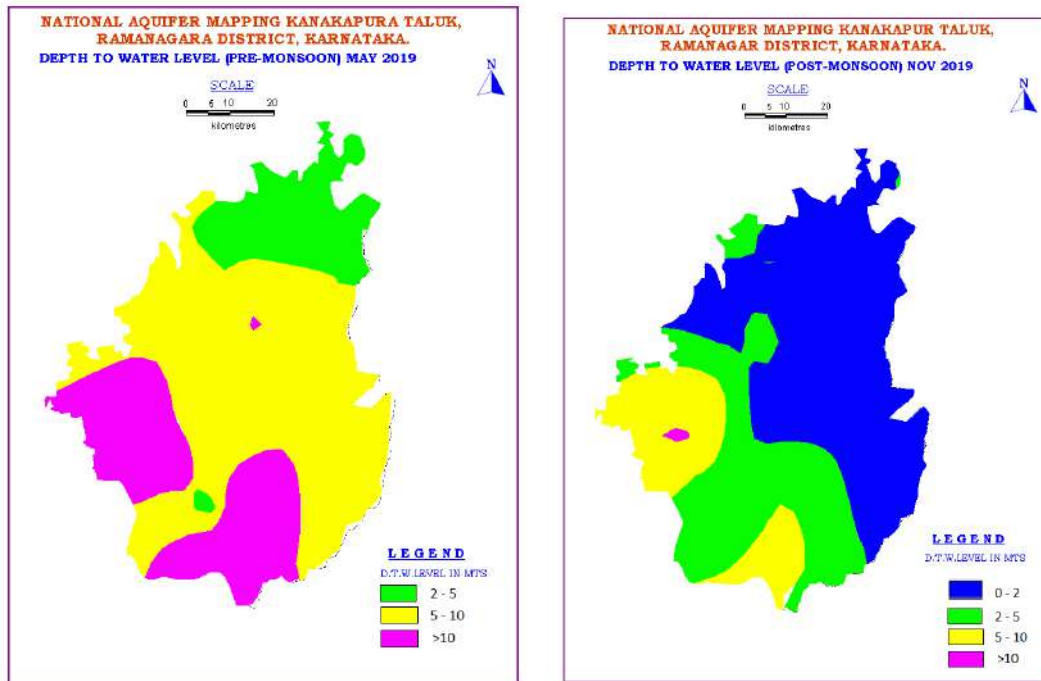 NATIONAL AQUIFER MAPPING KANAKAPURA TALUK,
RAMANAGARA DISTRICT, KARNATAKA.
DEPTH TO WATER LEVEL (PRE-MONSOON) MAY 2019
N
SCALE
0 5 10 20
kilometres
LEGEND
D.T.W.LEVEL IN MTS
2 - 5
5 - 10
>10
NATIONAL AQUIFER MAPPING KANAKAPUR TALUK,
RAMANAGAR DISTRICT, KARNATAKA.
DEPTH TO WATER LEVEL (POST-MONSOON) NOV 2019
N
SCALE
0 5 10 20
kilometres
LEGEND
D.T.W.LEVEL IN MTS
0 - 2
2 - 5
5 - 10
>10